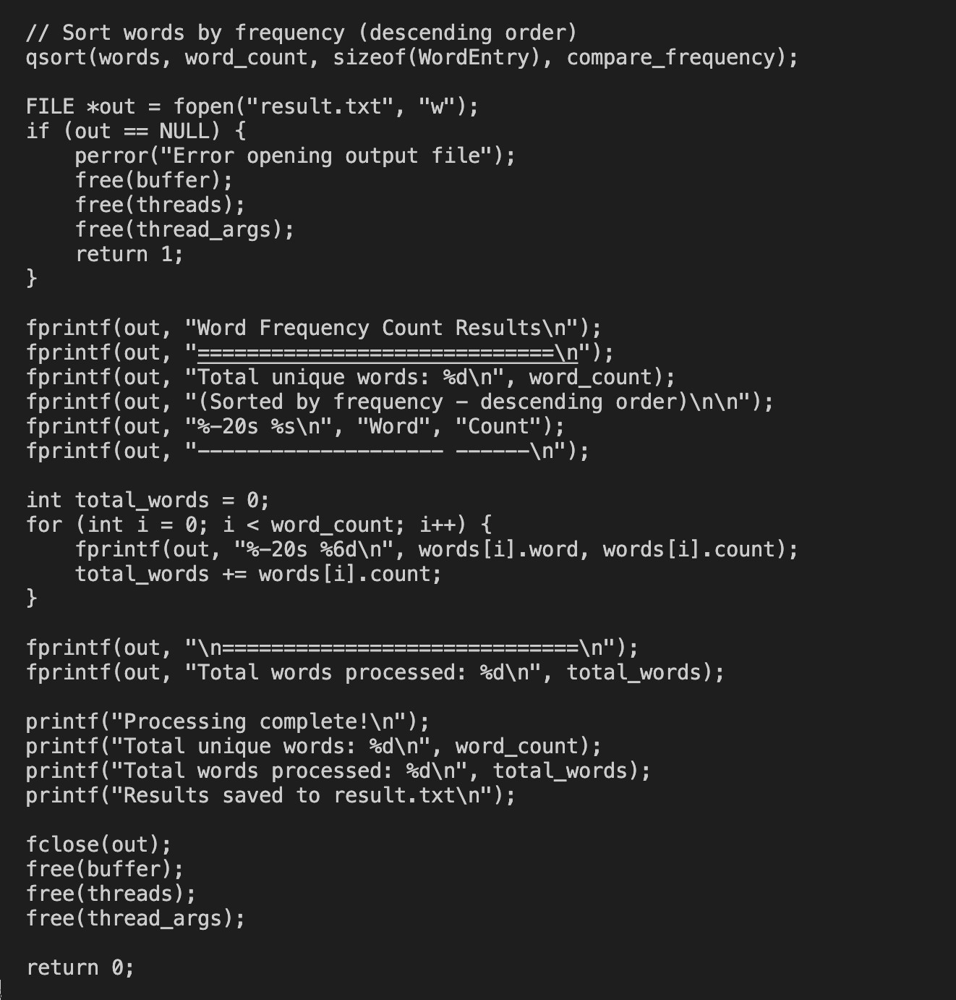 // Sort words by frequency (descending order)
qsort(words, word_count, sizeof(WordEntry), compare_frequency);
FILE *out = fopen("result.txt", "w");
if (out == NULL) {
    perror("Error opening output file");
    free(buffer);
    free(threads);
    free(thread_args);
    return 1;
}
fprintf(out, "Word Frequency Count Results\n");
fprintf(out, "=============================\n");
fprintf(out, "Total unique words: %d\n", word_count);
fprintf(out, "(Sorted by frequency - descending order)\n\n");
fprintf(out, "%-20s %s\n", "Word", "Count");
fprintf(out, "-------------------- ------\n");
int total_words = 0;
for (int i = 0; i < word_count; i++) {
    fprintf(out, "%-20s %6d\n", words[i].word, words[i].count);
    total_words += words[i].count;
}
fprintf(out, "\n=============================\n");
fprintf(out, "Total words processed: %d\n", total_words);
printf("Processing complete!\n");
printf("Total unique words: %d\n", word_count);
printf("Total words processed: %d\n", total_words);
printf("Results saved to result.txt\n");
fclose(out);
free(buffer);
free(threads);
free(thread_args);
return 0;